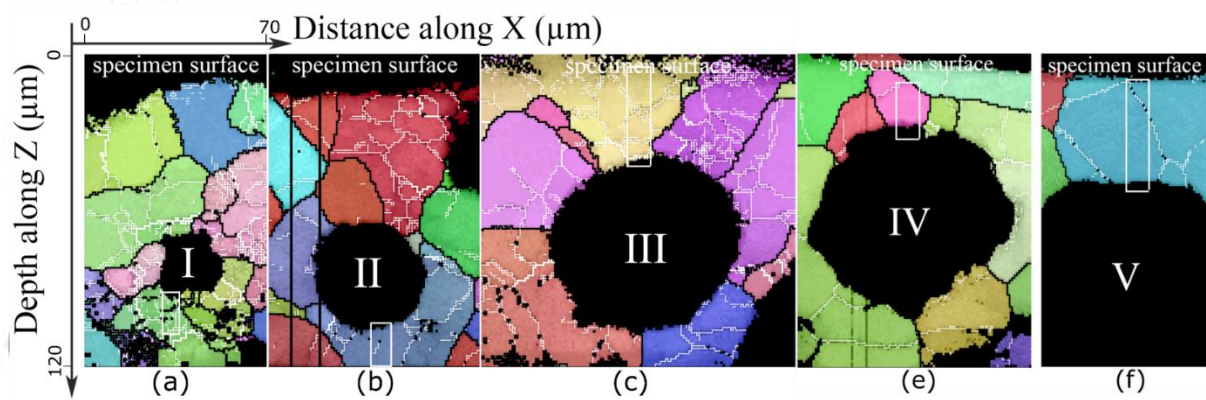 0
70
Distance along X (µm)
0
Depth along Z (µm)
120
specimen surface
specimen surface
specimen surface
specimen surface
specimen surface
I
II
III
IV
V
(a)
(b)
(c)
(e)
(f)